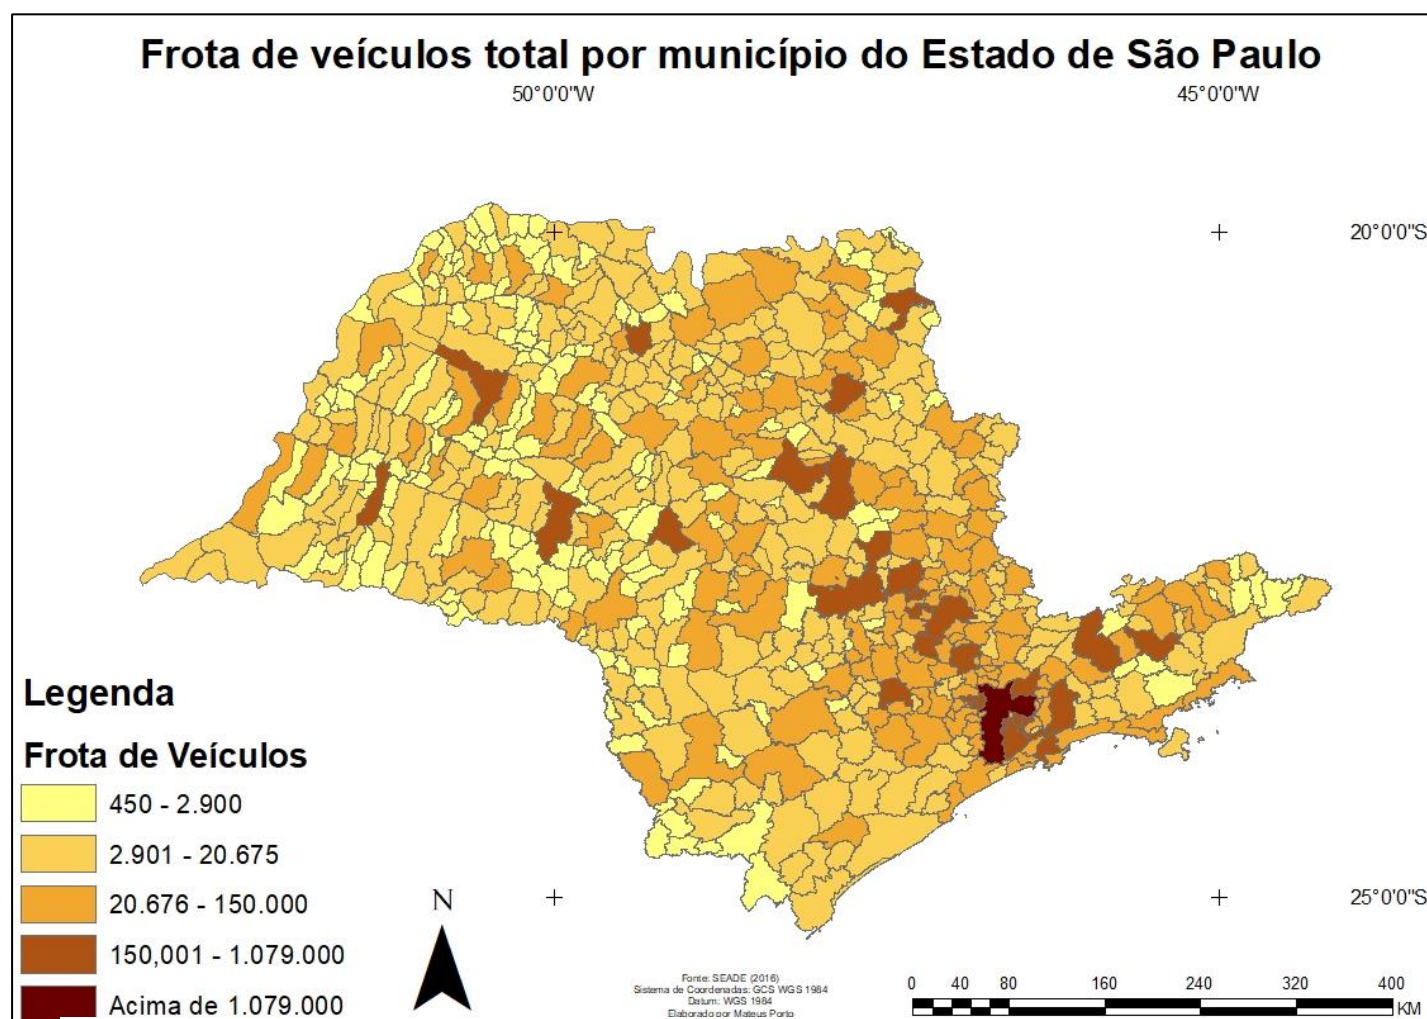 Frota de veículos total por município do Estado de São Paulo
50°0'0"W 45°0'0"W
20°0'0"S
Legenda
Frota de Veículos
450 - 2.900
2.901 - 20.675
20.676 - 150.000
150,001 - 1.079.000
Acima de 1.079.000
N
25°0'0"S
Fonte: SEADE (2016)
Sistema de Coordenadas: GCS WGS 1984
Datum: WGS 1984
Elaborado por Mateus Porto
0 40 80 160 240 320 400
KM